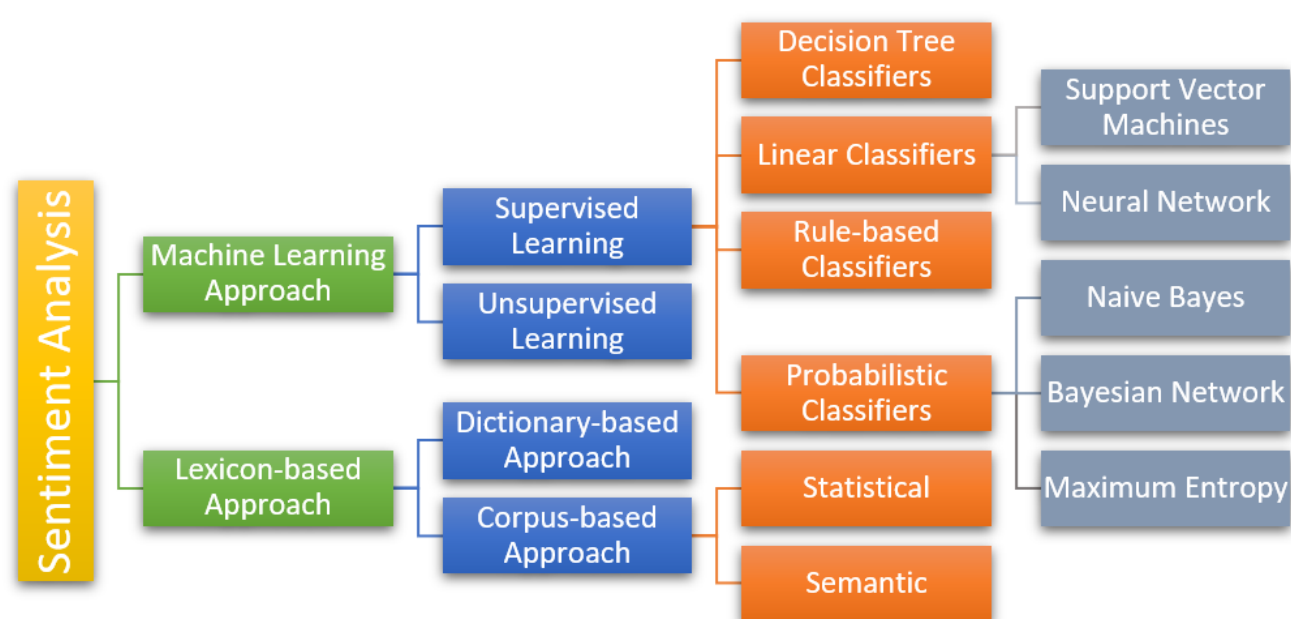 Sentiment Analysis
Machine Learning
Approach
Lexicon-based
Approach
Supervised
Learning
Unsupervised
Learning
Dictionary-based
Approach
Corpus-based
Approach
Decision Tree
Classifiers
Linear Classifiers
Rule-based
Classifiers
Probabilistic
Classifiers
Statistical
Semantic
Support Vector
Machines
Neural Network
Naive Bayes
Bayesian Network
Maximum Entropy